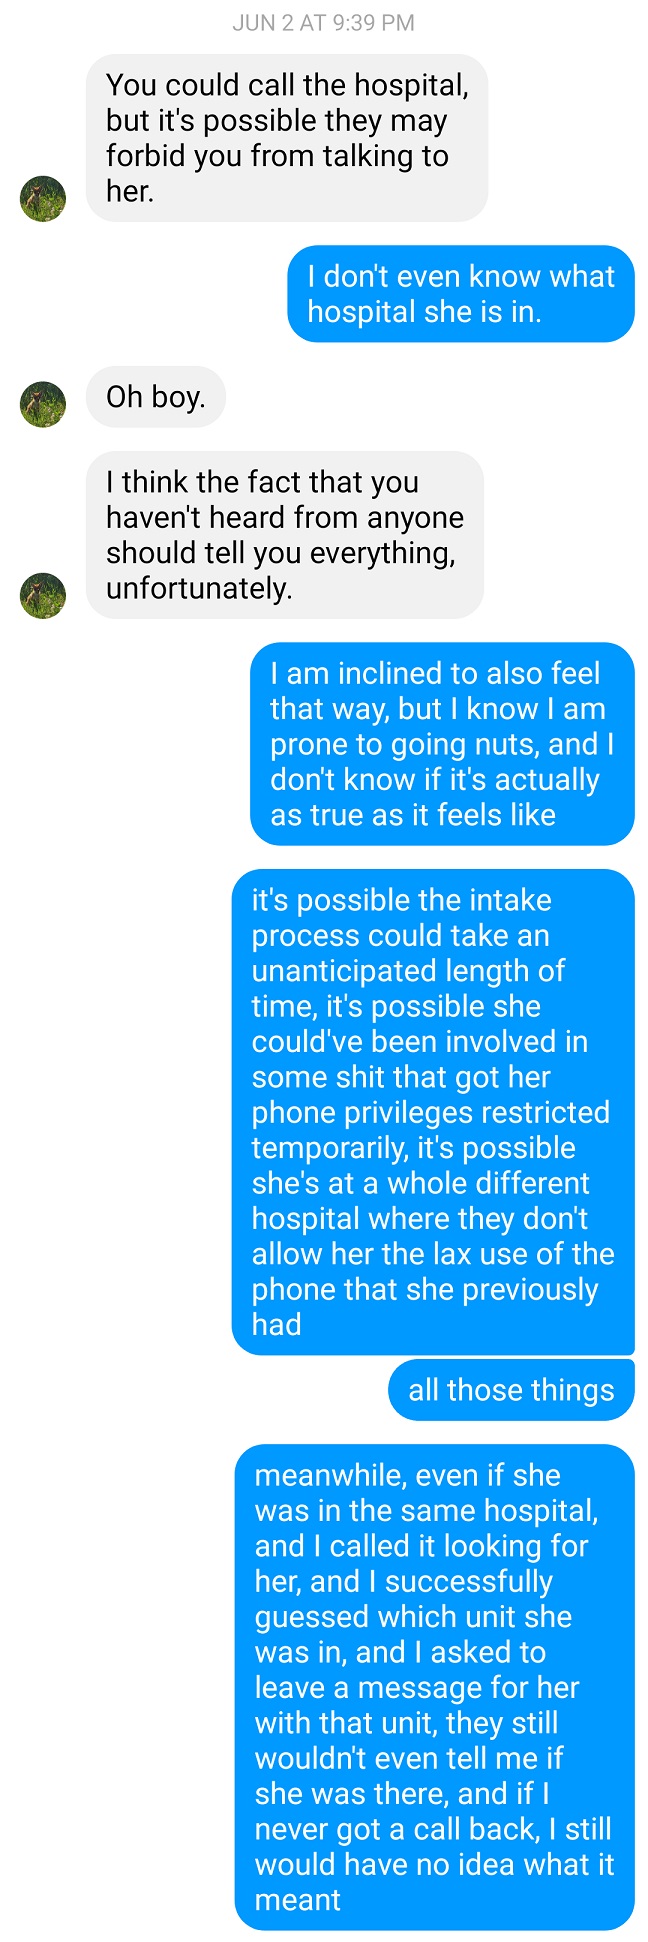 JUN 2 AT 9:39 PM
You could call the hospital,
but it's possible they may
forbid you from talking to
her.
I don't even know what
hospital she is in.
Oh boy.
I think the fact that you
haven't heard from anyone
should tell you everything,
unfortunately.
I am inclined to also feel
that way, but I know I am
prone to going nuts, and I
don't know if it's actually
as true as it feels like
it's possible the intake
process could take an
unanticipated length of
time, it's possible she
could've been involved in
some shit that got her
phone privileges restricted
temporarily, it's possible
she's at a whole different
hospital where they don't
allow her the lax use of the
phone that she previously
had
all those things
meanwhile, even if she
was in the same hospital,
and I called it looking for
her, and I successfully
guessed which unit she
was in, and I asked to
leave a message for her
with that unit, they still
wouldn't even tell me if
she was there, and if I
never got a call back, I still
would have no idea what it
meant